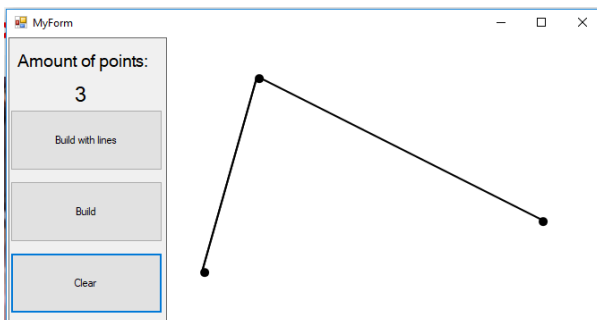 MyForm
Amount of points:
3
Build with lines
Build
Clear